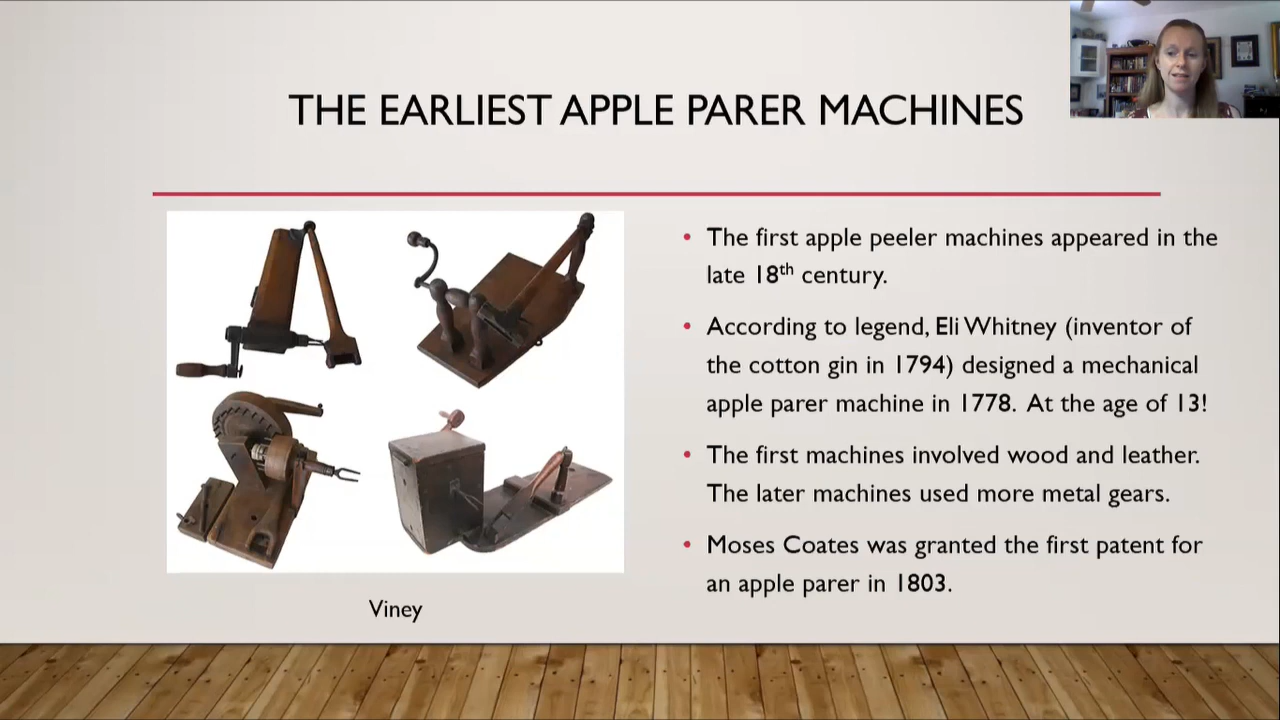 THE EARLIEST APPLE PARER MACHINES
• The first apple peeler machines appeared in the
late 18th century.
• According to legend, Eli Whitney (inventor of
the cotton gin in 1794) designed a mechanical
apple parer machine in 1778. At the age of 13!
• The first machines involved wood and leather.
The later machines used more metal gears.
• Moses Coates was granted the first patent for
an apple parer in 1803.
Viney